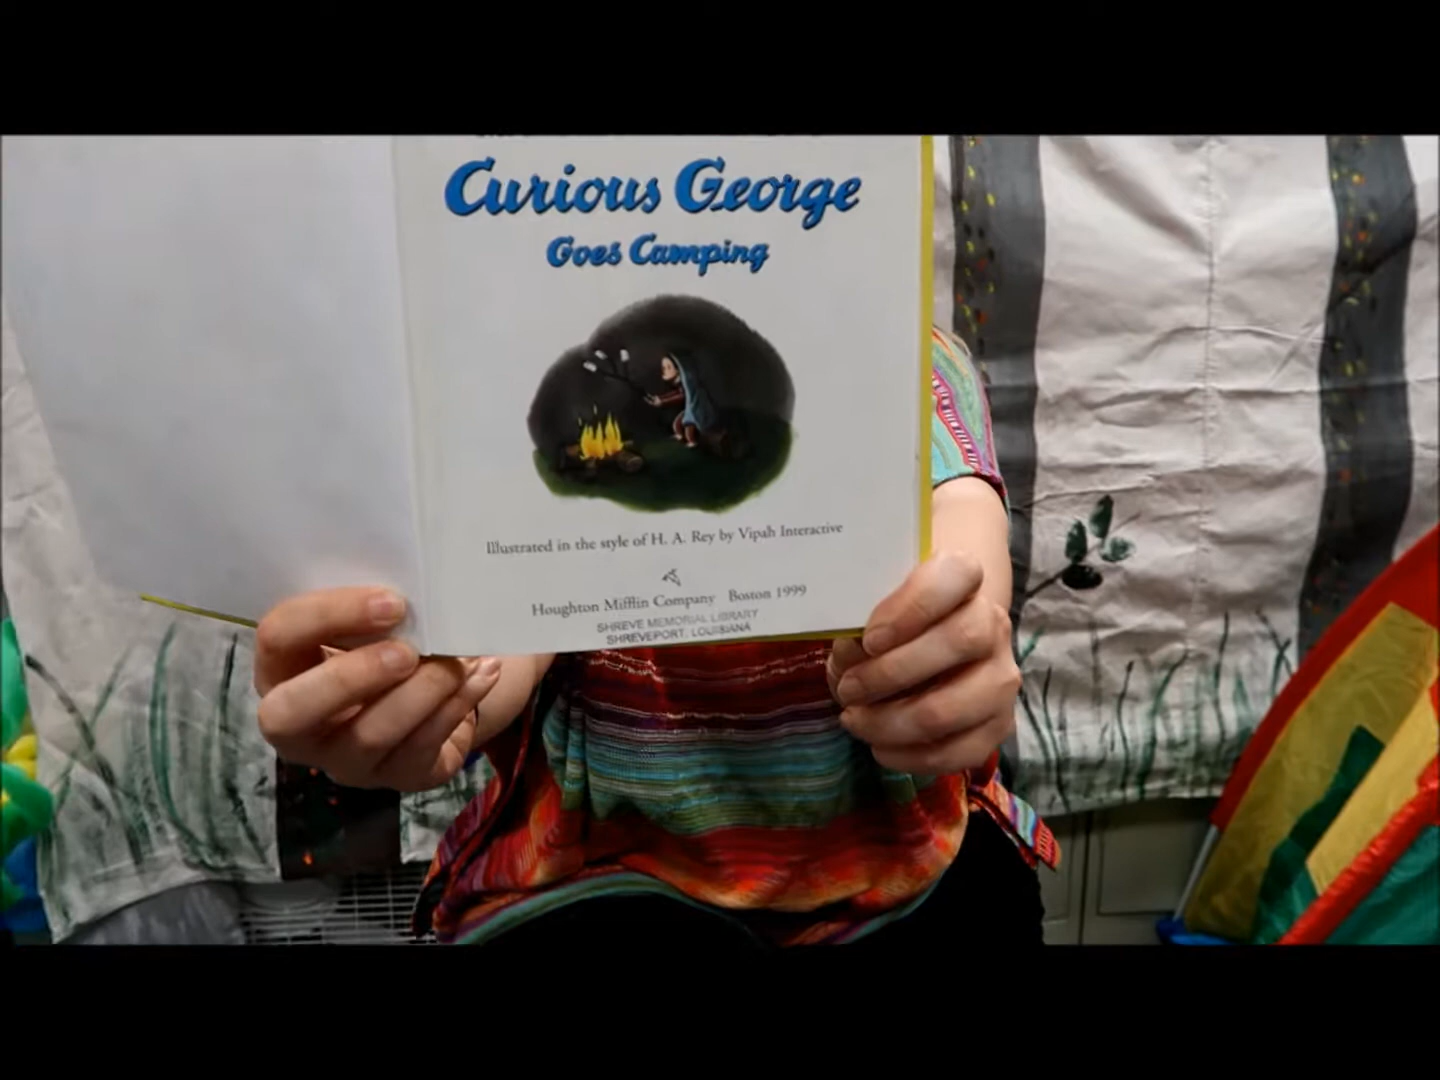 Curious George
Goes Camping
Illustrated in the style of H. A. Rey by Vipah Interactive
Houghton Mifflin Company Boston 1999
SHREVE MEMORIAL LIBRARY
SHREVEPORT, LOUISIANA